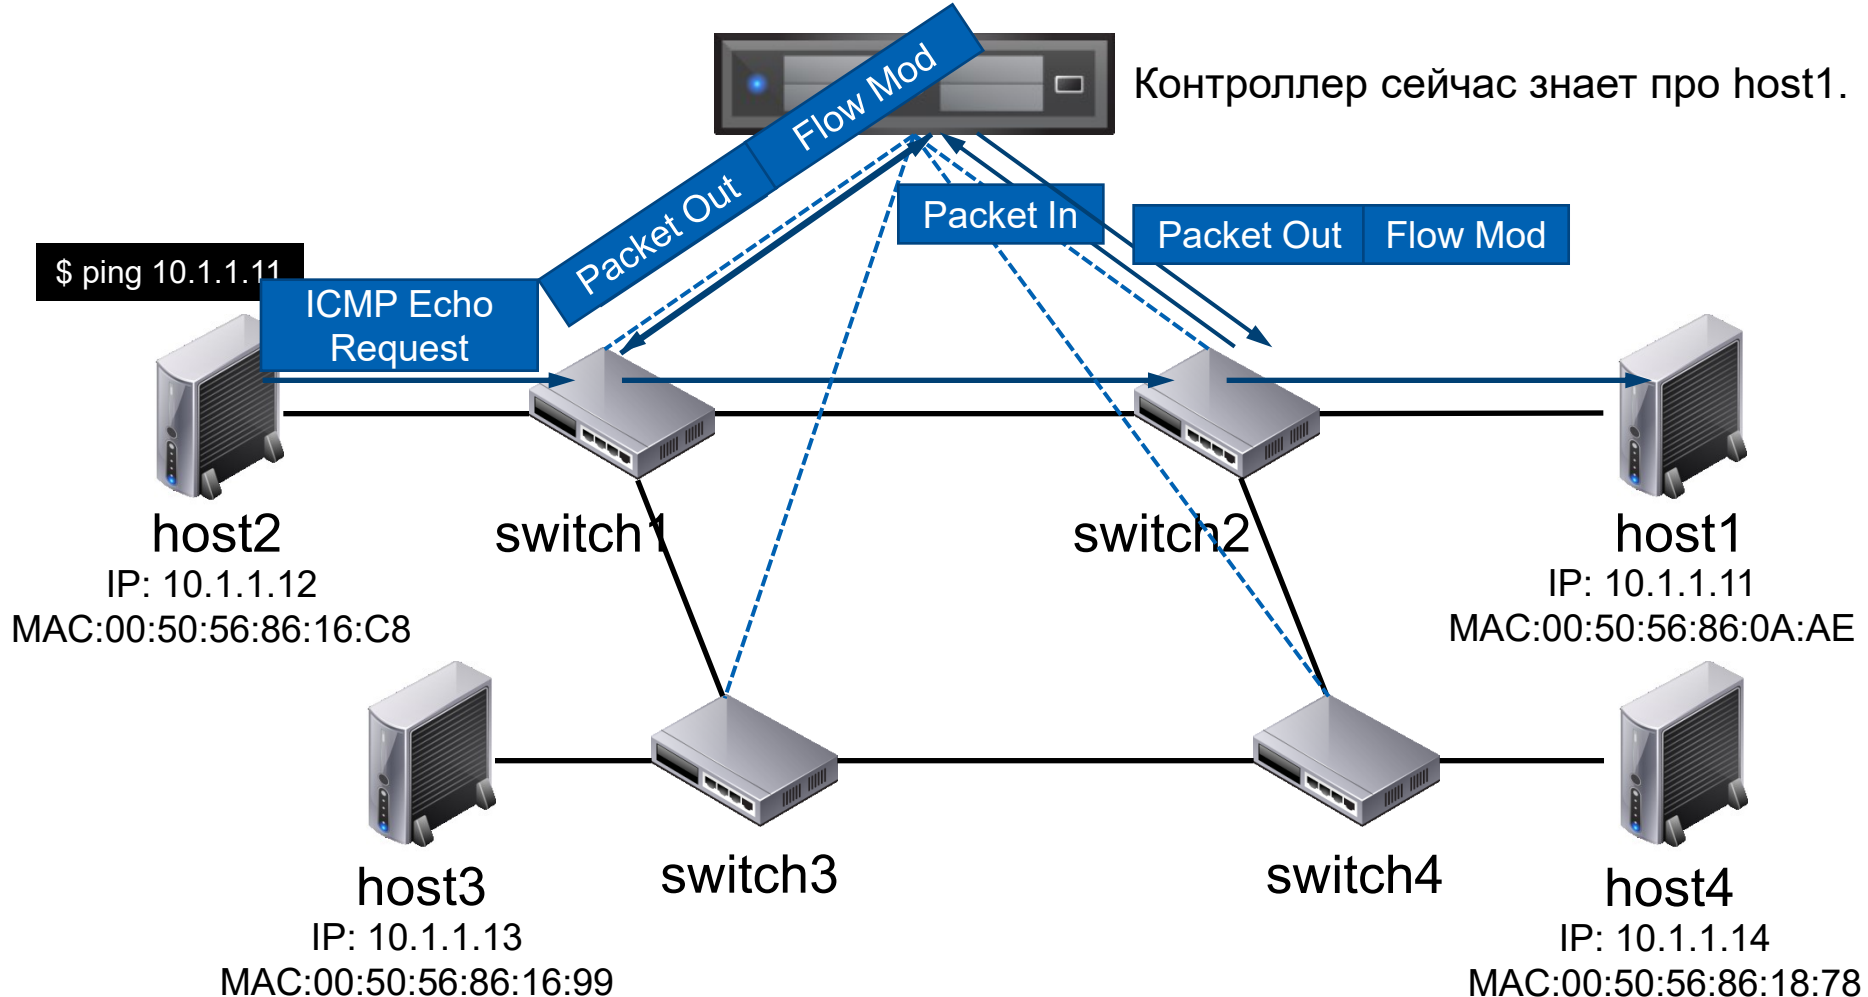 Контроллер сейчас знает про host1.
Flow Mod
Packet Out
Packet In
Packet Out
Flow Mod
$ ping 10.1.1.11
ICMP Echo
Request
host2
IP: 10.1.1.12
MAC:00:50:56:86:16:C8
switch1
switch2
host1
IP: 10.1.1.11
MAC:00:50:56:86:0A:AE
host3
IP: 10.1.1.13
MAC:00:50:56:86:16:99
switch3
switch4
host4
IP: 10.1.1.14
MAC:00:50:56:86:18:78